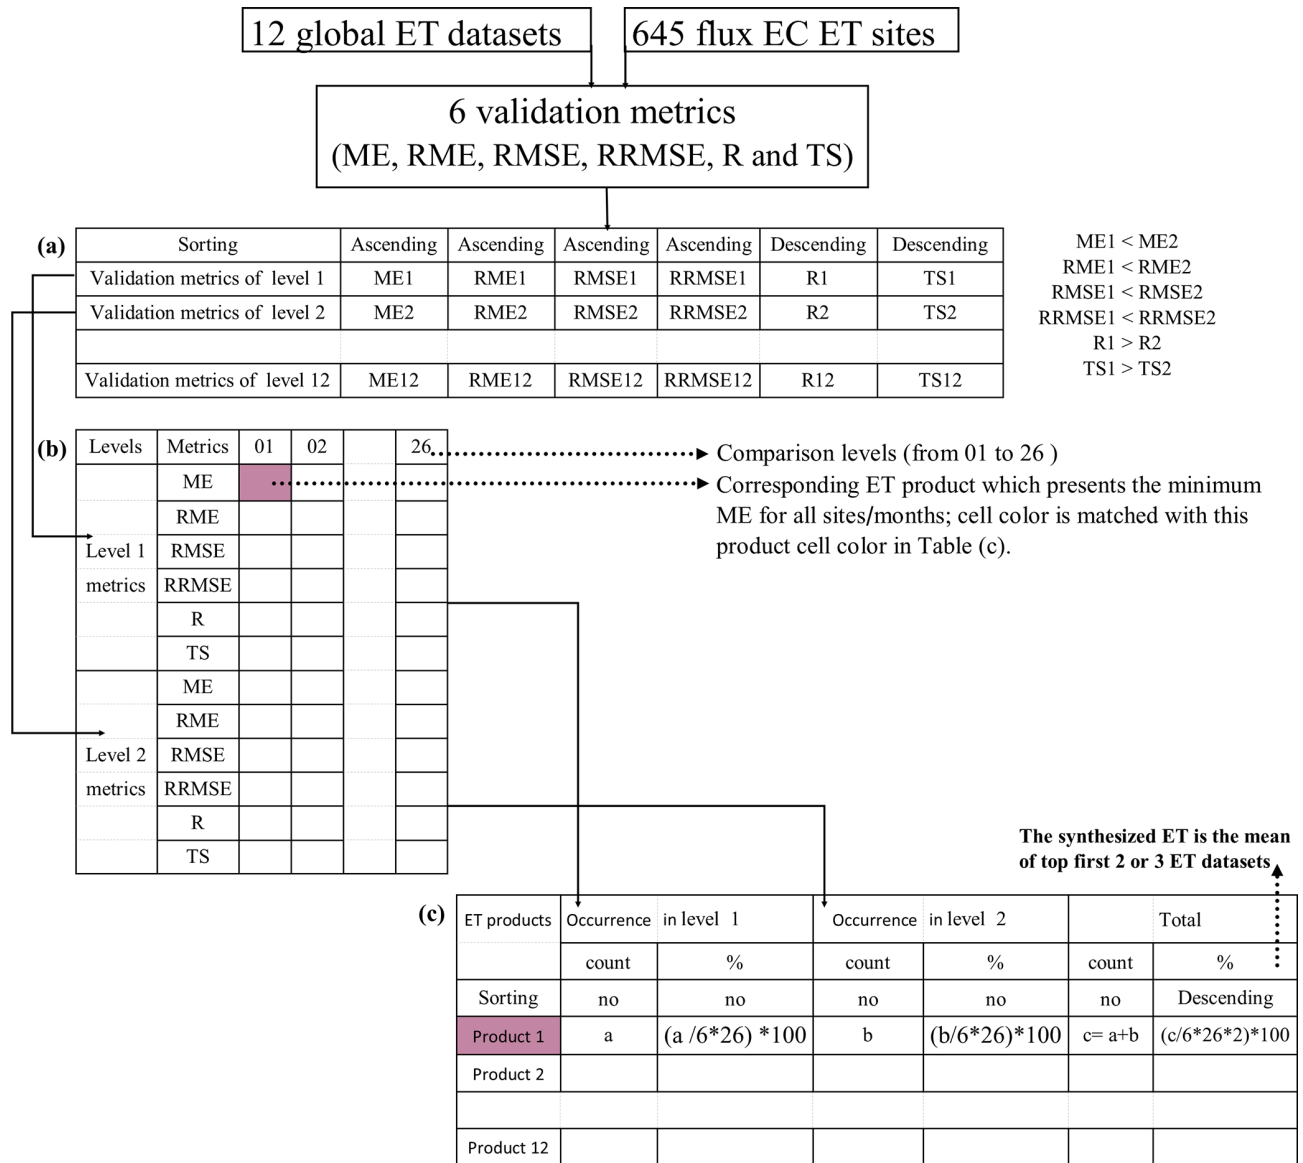 12 global ET datasets
645 flux EC ET sites
6 validation metrics
(ME, RME, RMSE, RRMSE, R and TS)
(a)
Sorting Ascending Ascending Ascending Ascending Descending Descending
Validation metrics of level 1 ME1 RME1 RMSE1 RRMSE1 R1 TS1
Validation metrics of level 2 ME2 RME2 RMSE2 RRMSE2 R2 TS2
Validation metrics of level 12 ME12 RME12 RMSE12 RRMSE12 R12 TS12
ME1 < ME2
RME1 < RME2
RMSE1 < RMSE2
RRMSE1 < RRMSE2
R1 > R2
TS1 > TS2
(b)
Levels Metrics 01 02 26
ME
RME
Level 1 RMSE
metrics RRMSE
R
TS
ME
RME
Level 2 RMSE
metrics RRMSE
R
TS
Comparison levels (from 01 to 26 )
Corresponding ET product which presents the minimum
ME for all sites/months; cell color is matched with this
product cell color in Table (c).
The synthesized ET is the mean
of top first 2 or 3 ET datasets
(c)
ET products Occurrence in level 1 Occurrence in level 2 Total
count % count % count %
Sorting no no no no no Descending
Product 1 a (a /6*26) *100 b (b/6*26)*100 c= a+b (c/6*26*2)*100
Product 2
Product 12